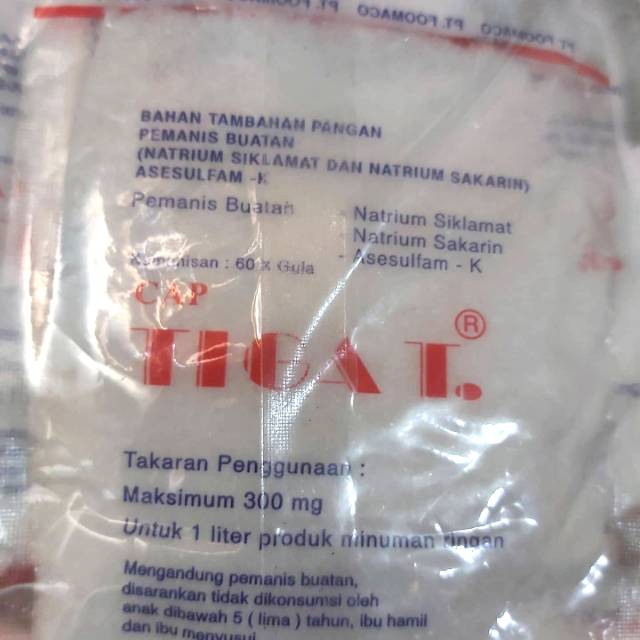 PT. FOOMACO PT. FOOMACO PT. FOOMACO
BAHAN TAMBAHAN PANGAN
PEMANIS BUATAN
(NATRIUM SIKLAMAT DAN NATRIUM SAKARIN)
ASESULFAM -K
Pemanis Buatan - Natrium Siklamat
Natrium Sakarin
Kemanisan : 60 x Gula - Asesulfam - K
CAP
TIGA T. ®
Takaran Penggunaan :
Maksimum 300 mg
Untuk 1 liter produk minuman ringan
Mengandung pemanis buatan,
disarankan tidak dikonsumsi oleh
anak dibawah 5 ( lima ) tahun, ibu hamil
dan ibu menyusui